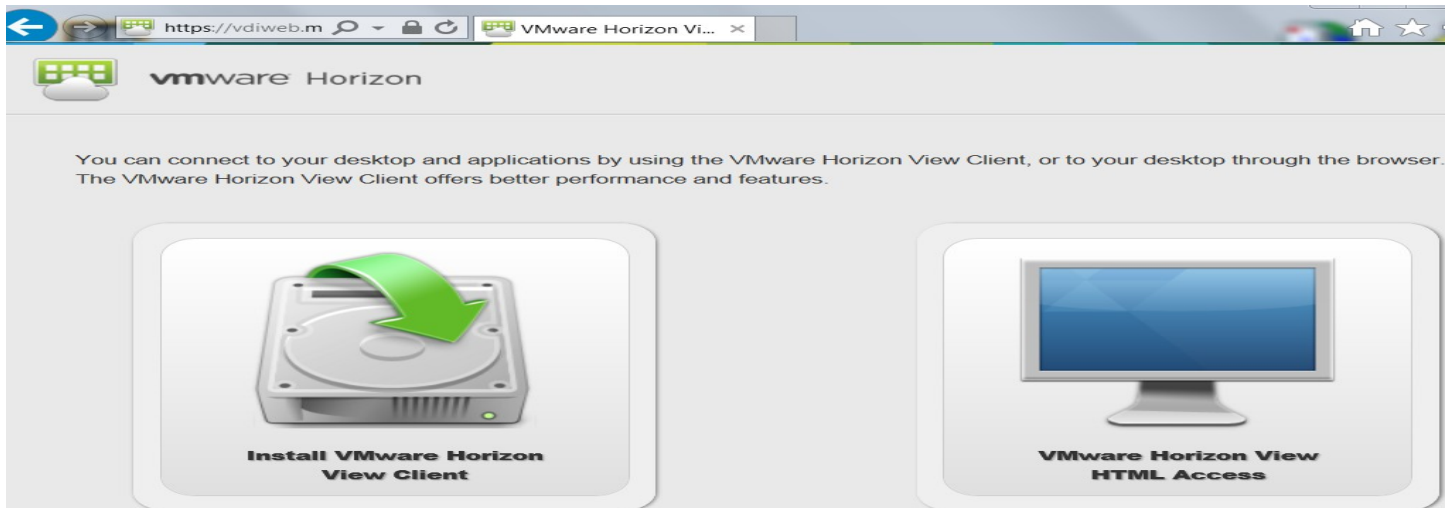 https://vdiweb.m
VMware Horizon Vi...
vmware Horizon
You can connect to your desktop and applications by using the VMware Horizon View Client, or to your desktop through the browser.
The VMware Horizon View Client offers better performance and features.
Install VMware Horizon
View Client
VMware Horizon View
HTML Access